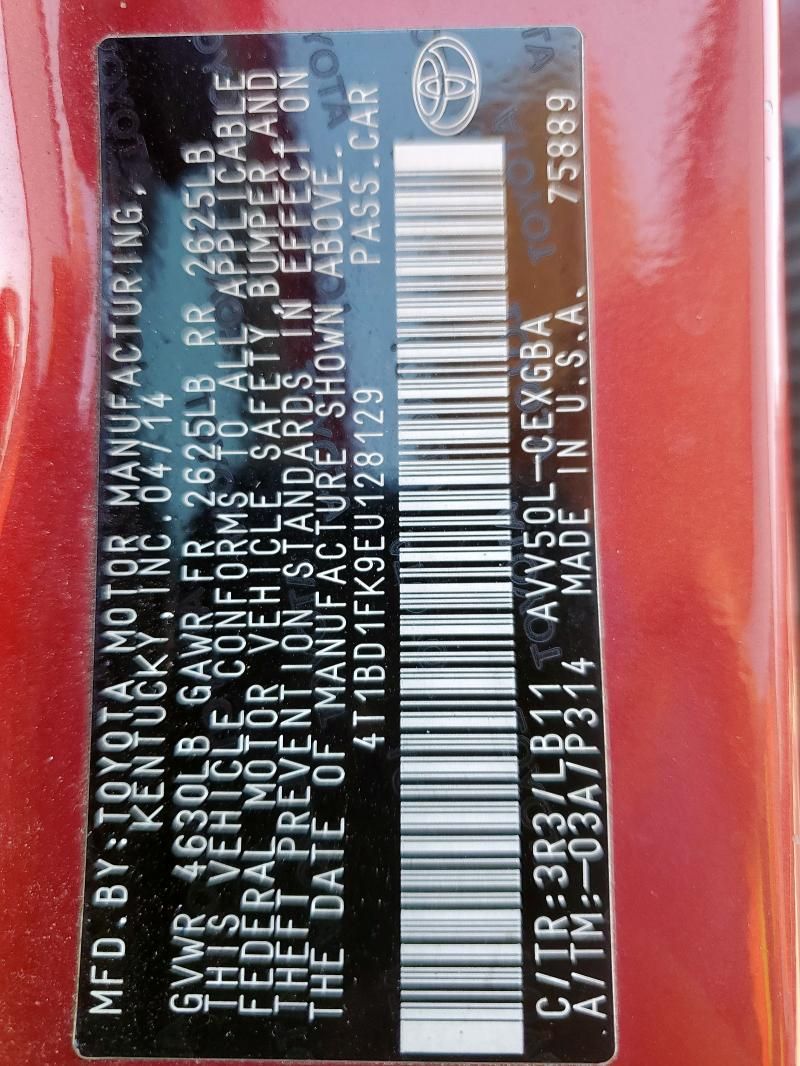 MFD.BY:TOYOTA MOTOR MANUFACTURING,
KENTUCKY, INC.04/14
GVWR 4630LB GAWR FR 2625LB RR 2625LB
THIS VEHICLE CONFORMS TO ALL APPLICABLE
FEDERAL MOTOR VEHICLE SAFETY,BUMPER,AND
THEFT PREVENTION STANDARDS IN EFFECT ON
THE DATE OF MANUFACTURE SHOWN ABOVE.
4T1BD1FK9EU128129 PASS.CAR
C/TR:3R3/LB11 AVV50L-CEXGBA 75889
A/TM:-03A/P314 MADE IN U.S.A.